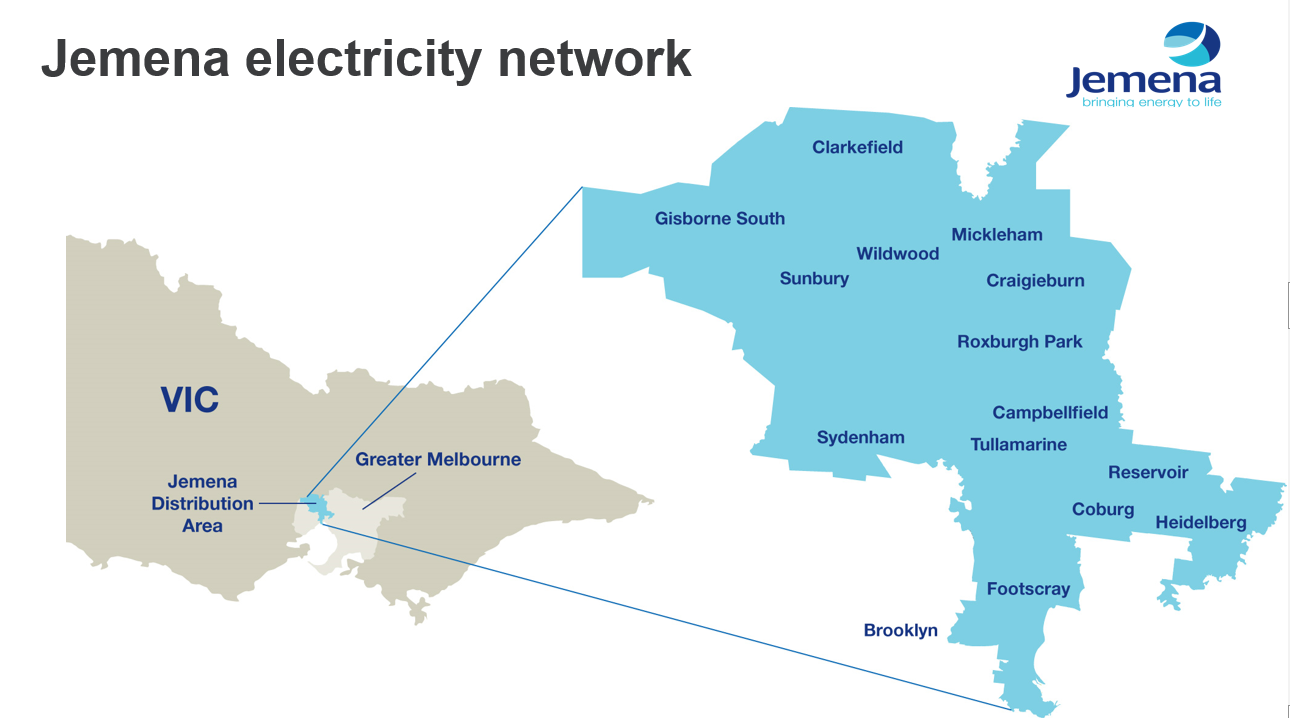 Jemena electricity network
Jemena
bringing energy to life
Clarkefield
Gisborne South
Mickleham
Wildwood
Sunbury
Craigieburn
Roxburgh Park
VIC
Campbellfield
Sydenham
Tullamarine
Greater Melbourne
Reservoir
Jemena
Distribution
Area
Coburg
Heidelberg
Footscray
Brooklyn